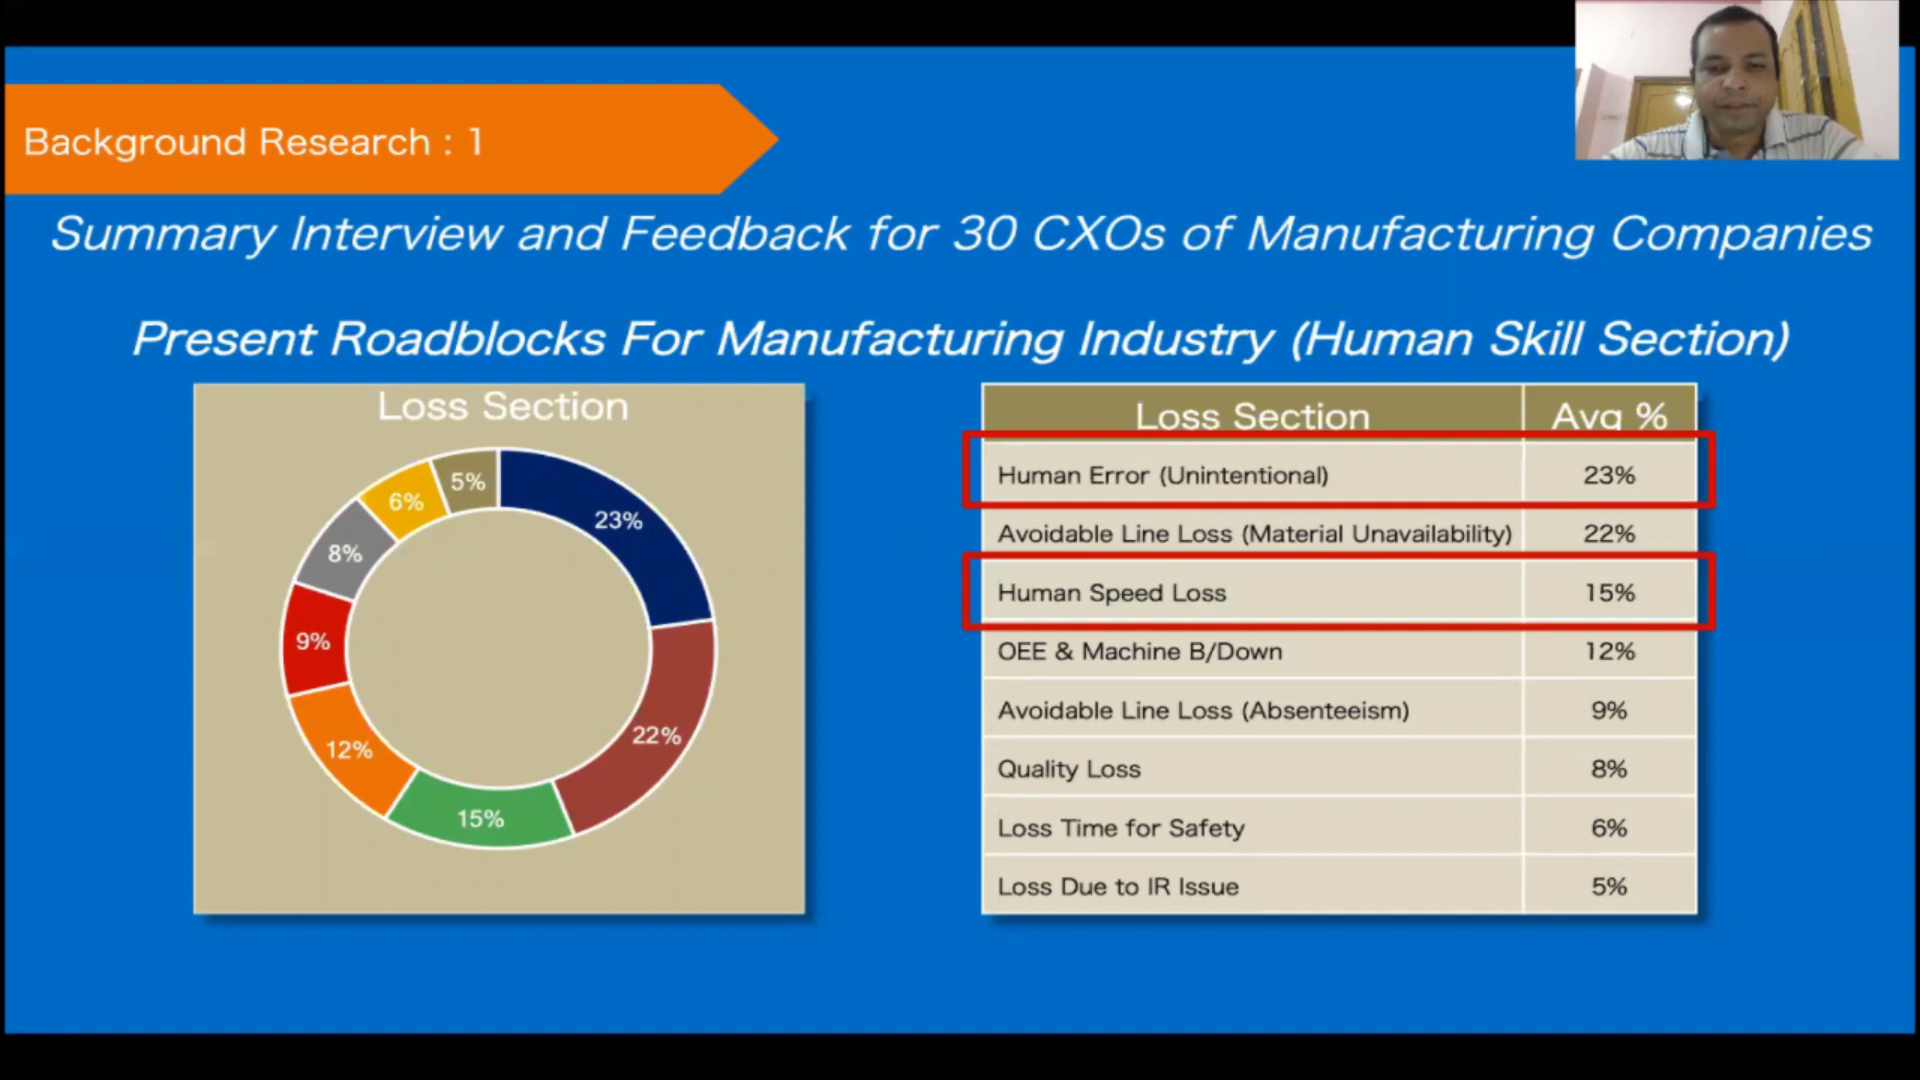 Background Research : 1
Summary Interview and Feedback for 30 CXOs of Manufacturing Companies
Present Roadblocks For Manufacturing Industry (Human Skill Section)
Loss Section
5%
23%
6%
8%
9%
22%
12%
15%
Loss Section Avg %
Human Error (Unintentional) 23%
Avoidable Line Loss (Material Unavailability) 22%
Human Speed Loss 15%
OEE & Machine B/Down 12%
Avoidable Line Loss (Absenteeism) 9%
Quality Loss 8%
Loss Time for Safety 6%
Loss Due to IR Issue 5%